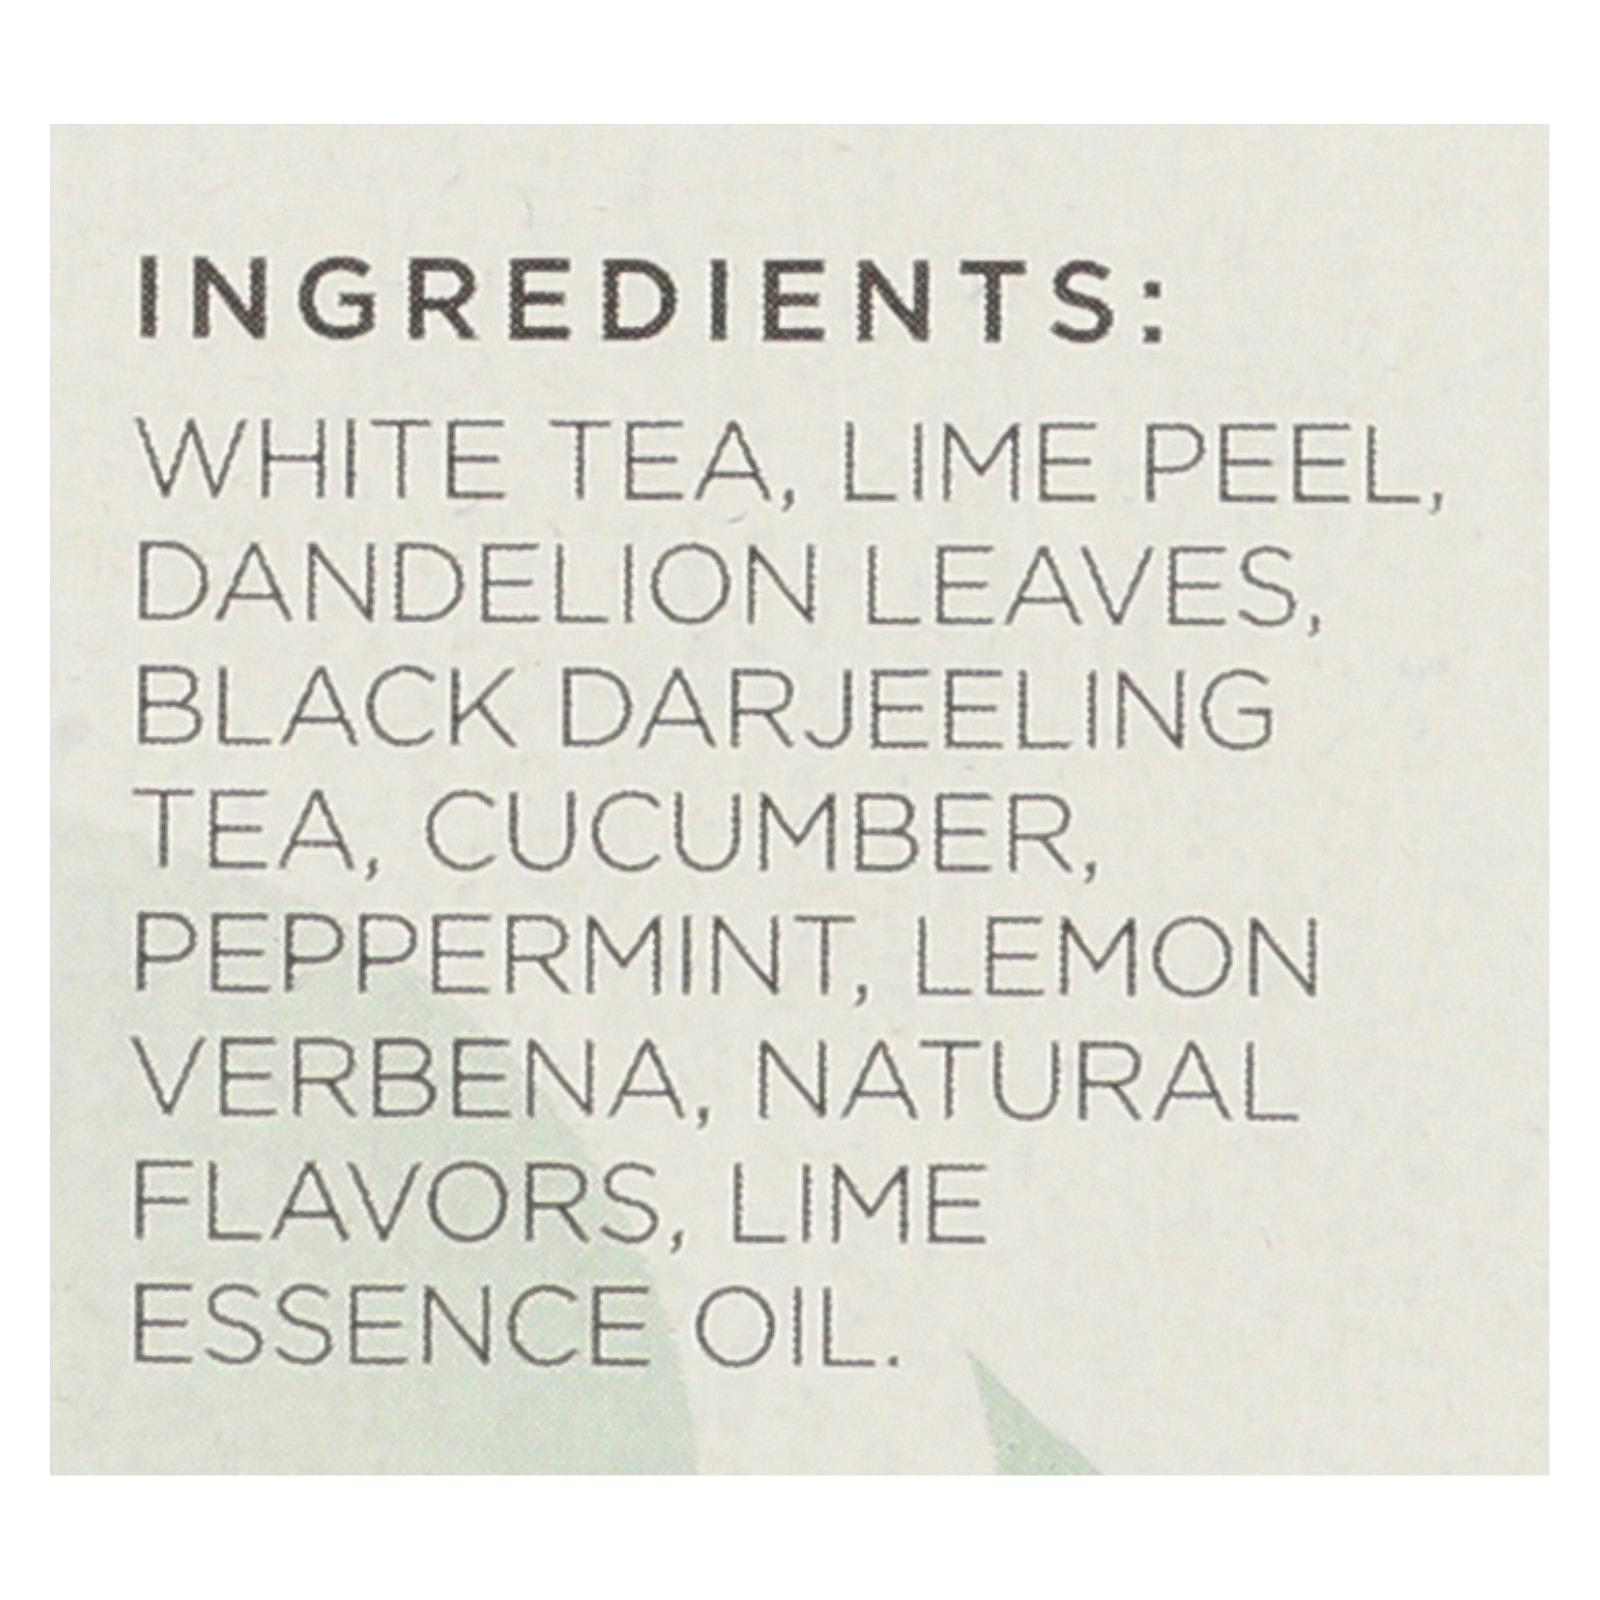 INGREDIENTS:
WHITE TEA, LIME PEEL,
DANDELION LEAVES,
BLACK DARJEELING
TEA, CUCUMBER,
PEPPERMINT, LEMON
VERBENA, NATURAL
FLAVORS, LIME
ESSENCE OIL.